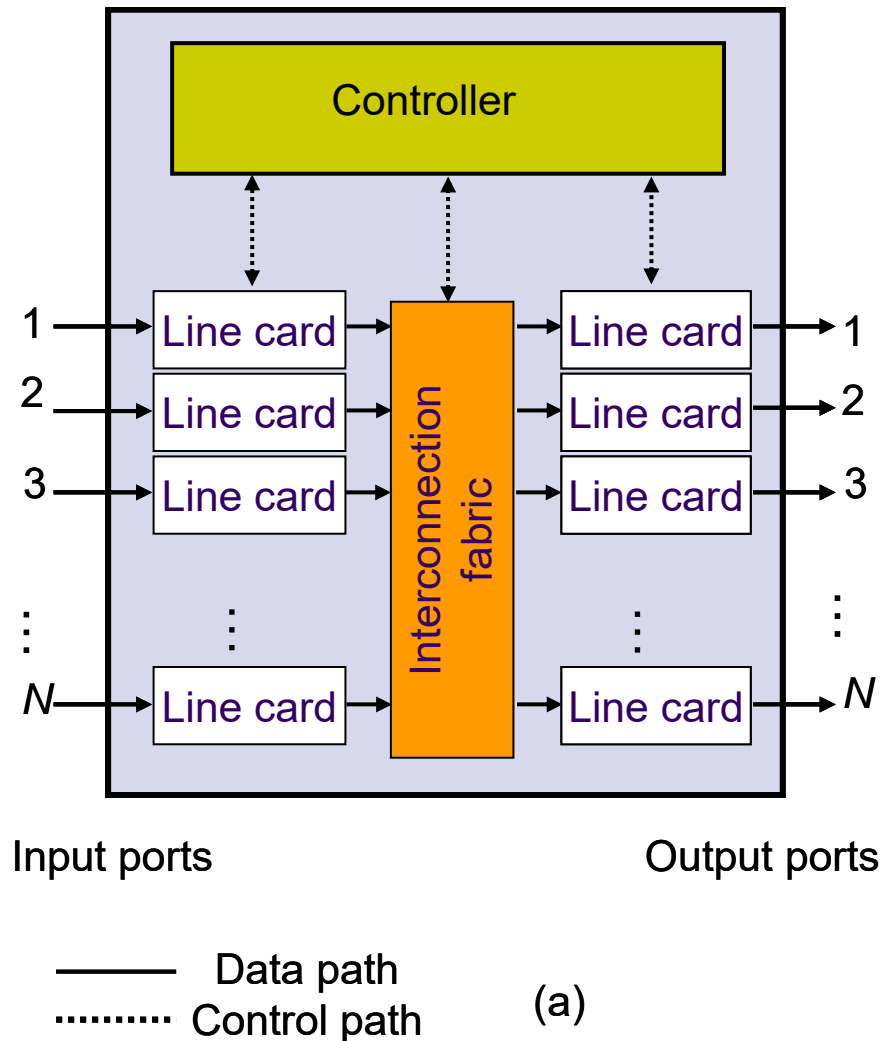 Controller
1 Line card Line card 1
2 Line card Line card 2
3 Line card Line card 3
Interconnection
fabric
⋮ ⋮ ⋮ ⋮
N Line card Line card N
Input ports Output ports
Data path
Control path
(a)